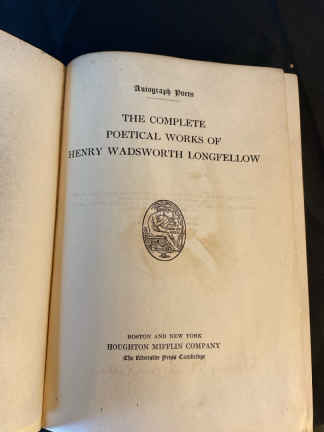 Autograph Poets
THE COMPLETE
POETICAL WORKS OF
HENRY WADSWORTH LONGFELLOW
BOSTON AND NEW YORK
HOUGHTON MIFFLIN COMPANY
The Riverside Press Cambridge